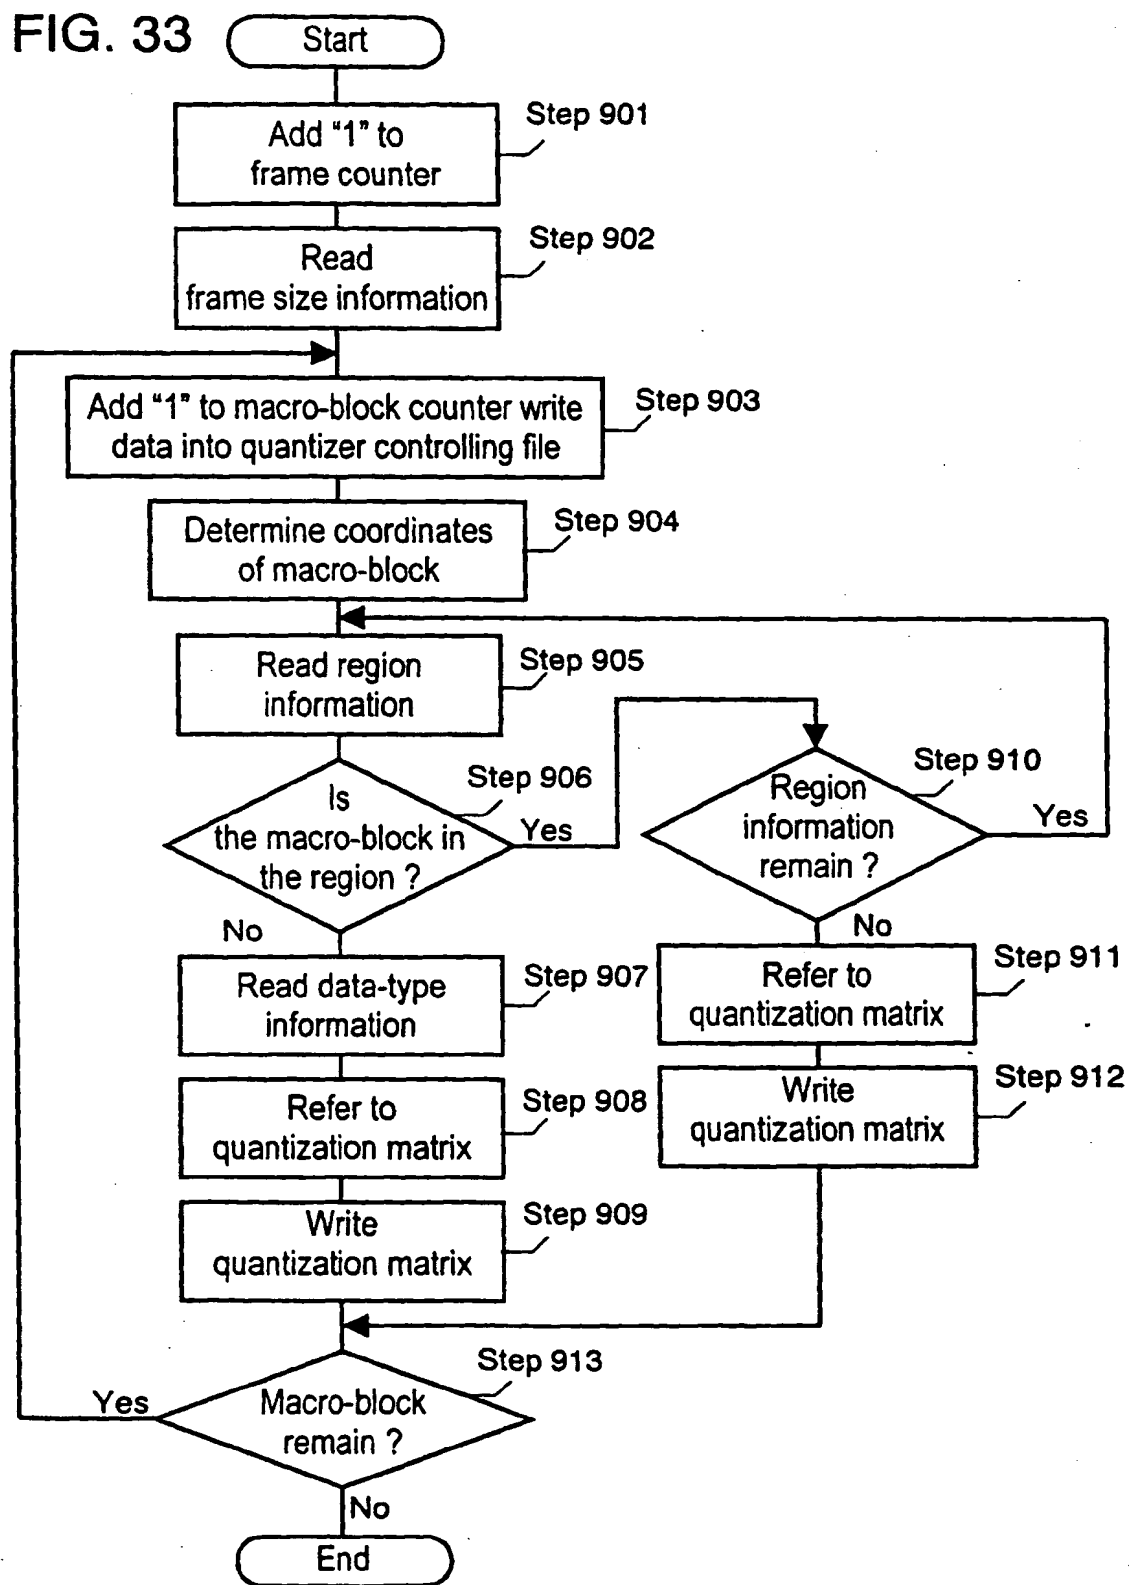 FIG. 33
Start
Step 901
Add "1" to
frame counter
Step 902
Read
frame size information
Step 903
Add "1" to macro-block counter write
data into quantizer controlling file
Step 904
Determine coordinates
of macro-block
Step 905
Read region
information
Step 906
Is
the macro-block in
the region ?
Yes
No
Step 910
Region
information
remain ?
Yes
No
Step 907
Read data-type
information
Step 911
Refer to
quantization matrix
Step 908
Refer to
quantization matrix
Step 912
Write
quantization matrix
Step 909
Write
quantization matrix
Step 913
Macro-block
remain ?
Yes
No
End